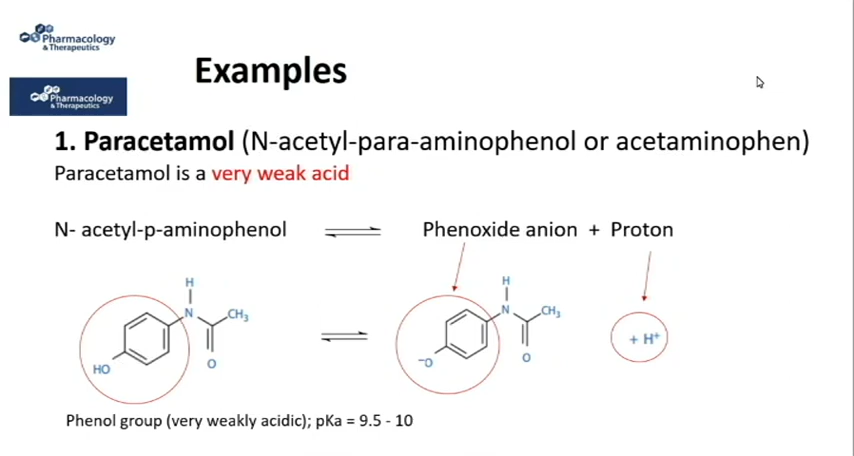 Pharmacology
& Therapeutics
Examples
Pharmacology
& Therapeutics
1. Paracetamol (N-acetyl-para-aminophenol or acetaminophen)
Paracetamol is a very weak acid
N- acetyl-p-aminophenol ⇌ Phenoxide anion + Proton
H
N
CH₃
HO
O
⇌
H
N
CH₃
⁻O
O
+ H⁺
Phenol group (very weakly acidic); pKa = 9.5 - 10